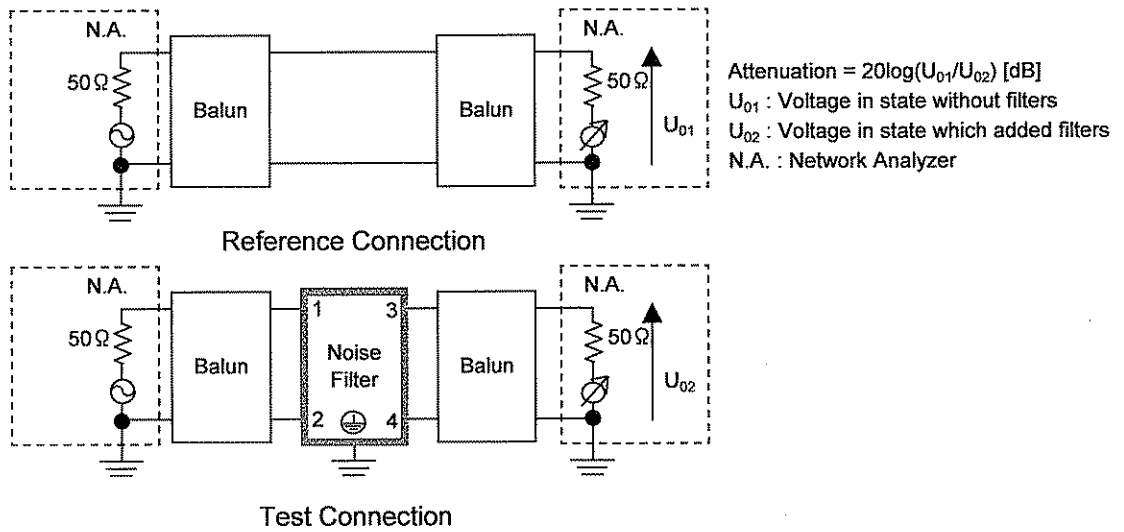 N.A.
50Ω
Balun
Balun
N.A.
50Ω
U01
Attenuation = 20log(U01/U02) [dB]
U01 : Voltage in state without filters
U02 : Voltage in state which added filters
N.A. : Network Analyzer
Reference Connection
N.A.
50Ω
Balun
1 3
Noise
Filter
2 4
Balun
N.A.
50Ω
U02
Test Connection